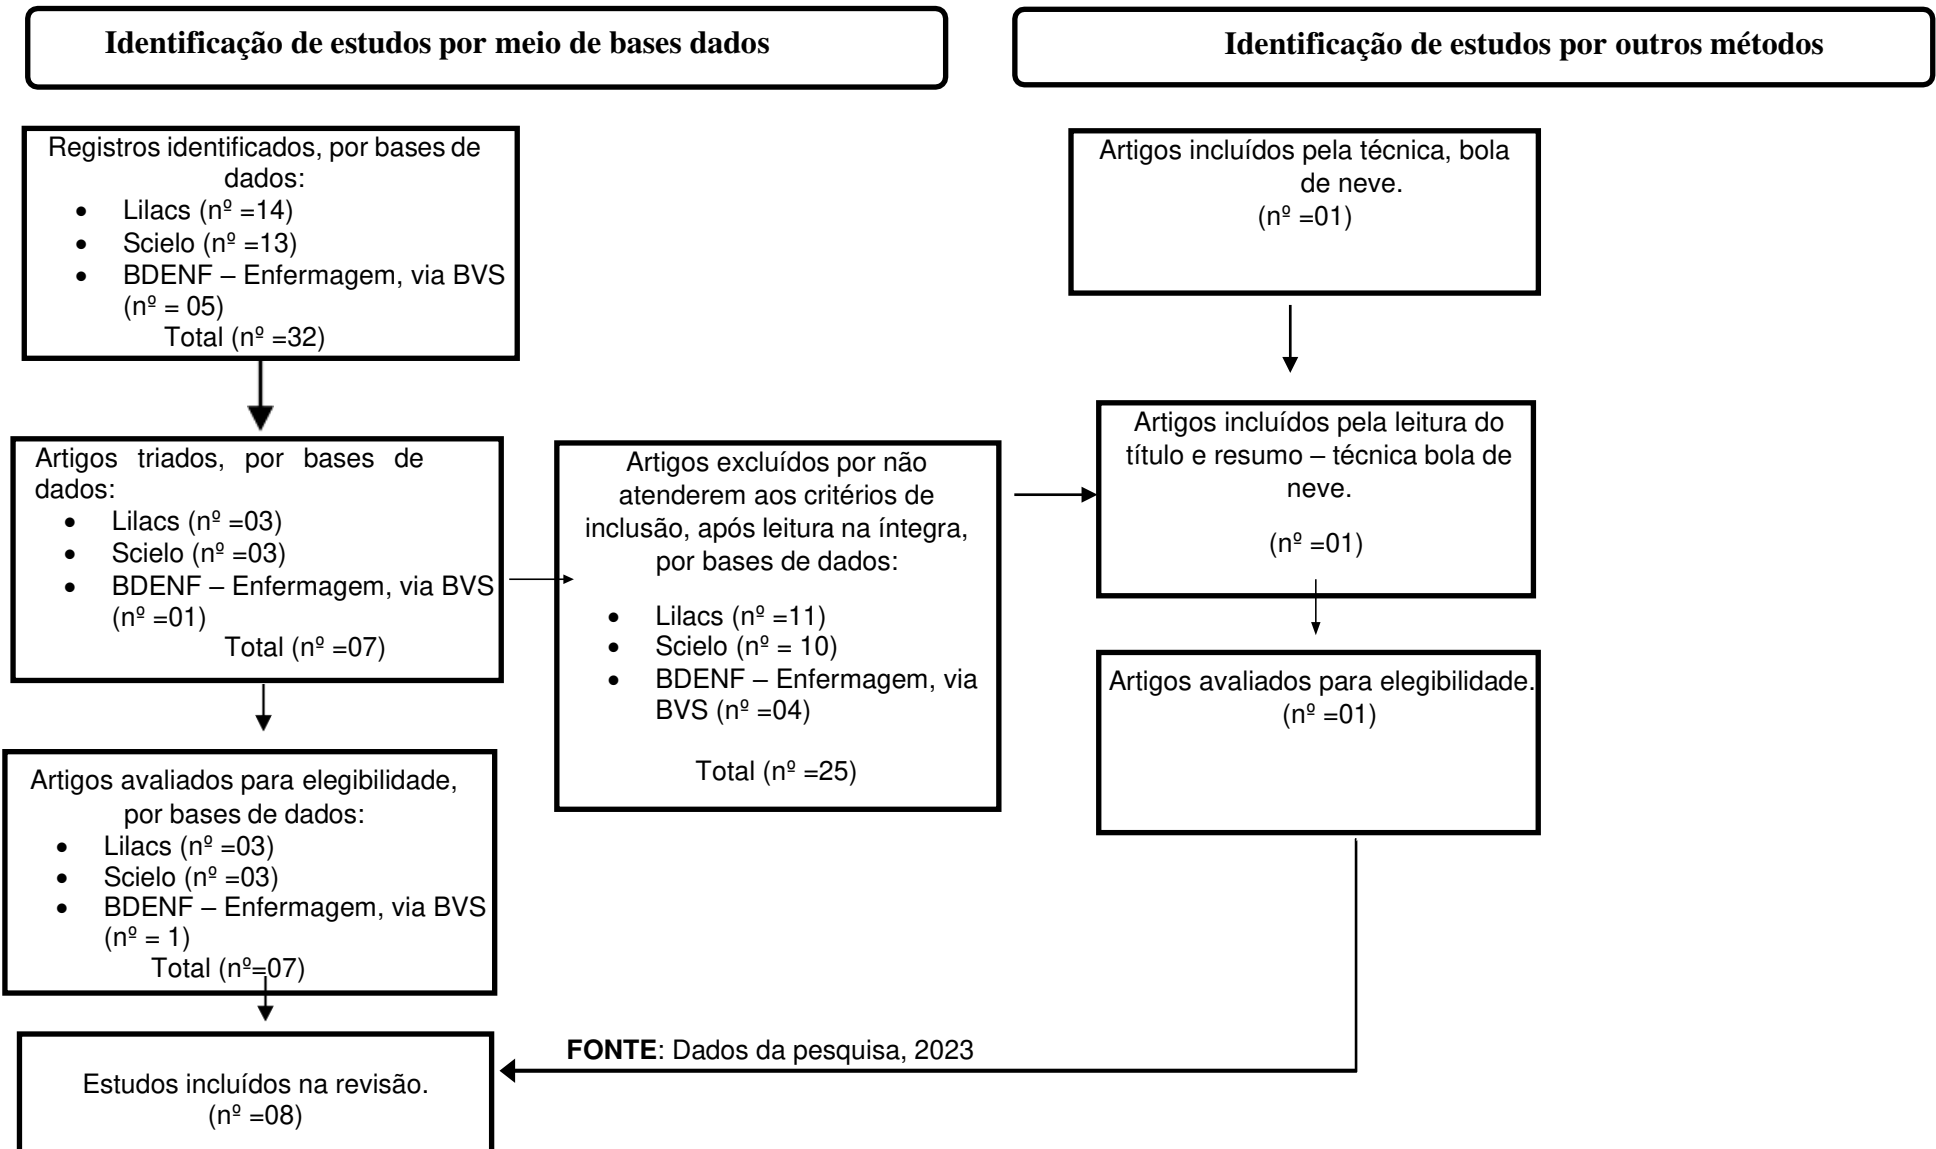 Identificação de estudos por meio de bases dados
Identificação de estudos por outros métodos
Registros identificados, por bases de
dados:
• Lilacs (nº =14)
• Scielo (nº =13)
• BDENF – Enfermagem, via BVS
(nº = 05)
Total (nº =32)
Artigos incluídos pela técnica, bola
de neve.
(nº =01)
Artigos triados, por bases de
dados:
• Lilacs (nº =03)
• Scielo (nº =03)
• BDENF – Enfermagem, via BVS
(nº =01)
Total (nº =07)
Artigos excluídos por não
atenderem aos critérios de
inclusão, após leitura na íntegra,
por bases de dados:
• Lilacs (nº =11)
• Scielo (nº = 10)
• BDENF – Enfermagem, via
BVS (nº =04)
Total (nº =25)
Artigos incluídos pela leitura do
título e resumo – técnica bola de
neve.
(nº =01)
Artigos avaliados para elegibilidade.
(nº =01)
Artigos avaliados para elegibilidade,
por bases de dados:
• Lilacs (nº =03)
• Scielo (nº =03)
• BDENF – Enfermagem, via BVS
(nº = 1)
Total (nº=07)
FONTE: Dados da pesquisa, 2023
Estudos incluídos na revisão.
(nº =08)